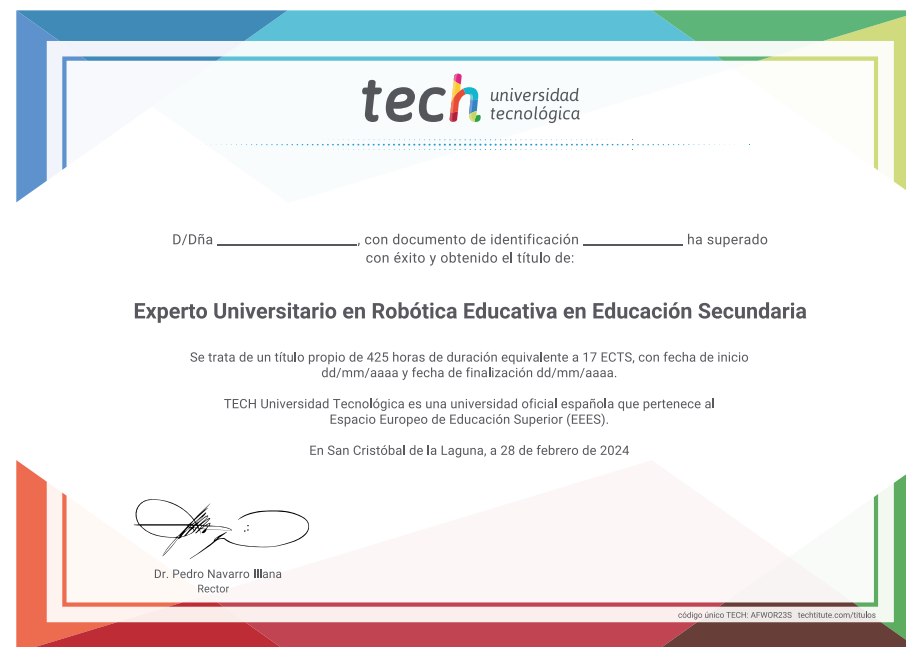 tech universidad
tecnológica
D/Dña ____________________, con documento de identificación ______________ ha superado
con éxito y obtenido el título de:
Experto Universitario en Robótica Educativa en Educación Secundaria
Se trata de un título propio de 425 horas de duración equivalente a 17 ECTS, con fecha de inicio
dd/mm/aaaa y fecha de finalización dd/mm/aaaa.
TECH Universidad Tecnológica es una universidad oficial española que pertenece al
Espacio Europeo de Educación Superior (EEES).
En San Cristóbal de la Laguna, a 28 de febrero de 2024
Dr. Pedro Navarro Illana
Rector
código único TECH: AFWOR23S techtitute.com/titulos